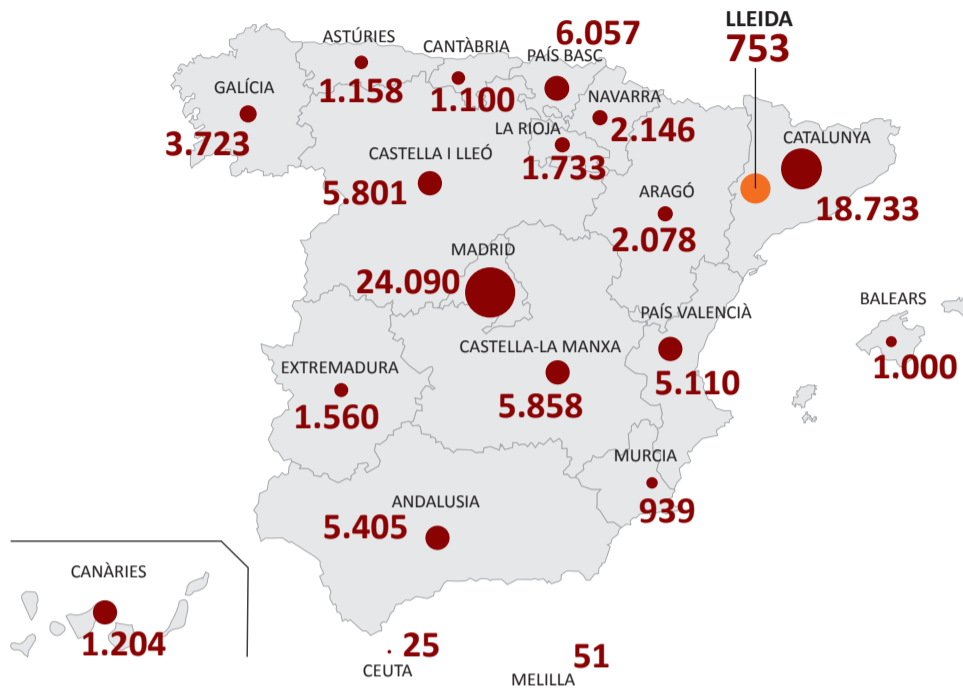 LLEIDA
753
ASTÚRIES
1.158
CANTÀBRIA
1.100
6.057
PAÍS BASC
GALÍCIA
3.723
NAVARRA
2.146
LA RIOJA
1.733
CATALUNYA
18.733
CASTELLA I LLEÓ
5.801
ARAGÓ
2.078
MADRID
24.090
PAÍS VALENCIÀ
5.110
BALEARS
1.000
CASTELLA-LA MANXA
5.858
EXTREMADURA
1.560
MURCIA
939
ANDALUSIA
5.405
CANÀRIES
1.204
25
CEUTA
51
MELILLA